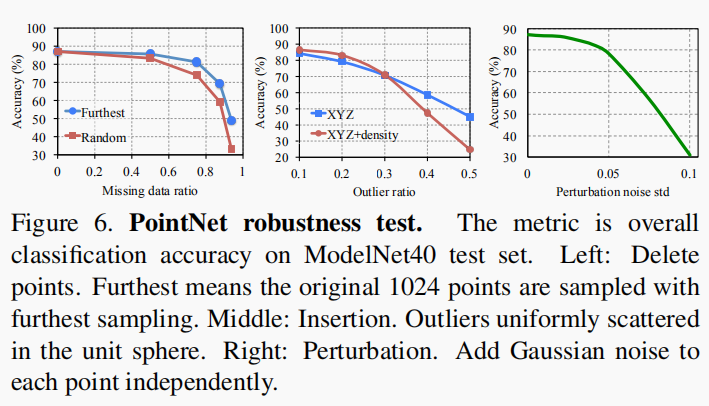 100
90
80
70
60
50
40
30
Accuracy (%)
Furthest
Random
0 0.2 0.4 0.6 0.8 1
Missing data ratio
100
90
80
70
60
50
40
30
20
Accuracy (%)
XYZ
XYZ+density
0.1 0.2 0.3 0.4 0.5
Outlier ratio
90
80
70
60
50
40
30
Accuracy (%)
0 0.05 0.1
Perturbation noise std
Figure 6. PointNet robustness test. The metric is overall
classification accuracy on ModelNet40 test set. Left: Delete
points. Furthest means the original 1024 points are sampled with
furthest sampling. Middle: Insertion. Outliers uniformly scattered
in the unit sphere. Right: Perturbation. Add Gaussian noise to
each point independently.